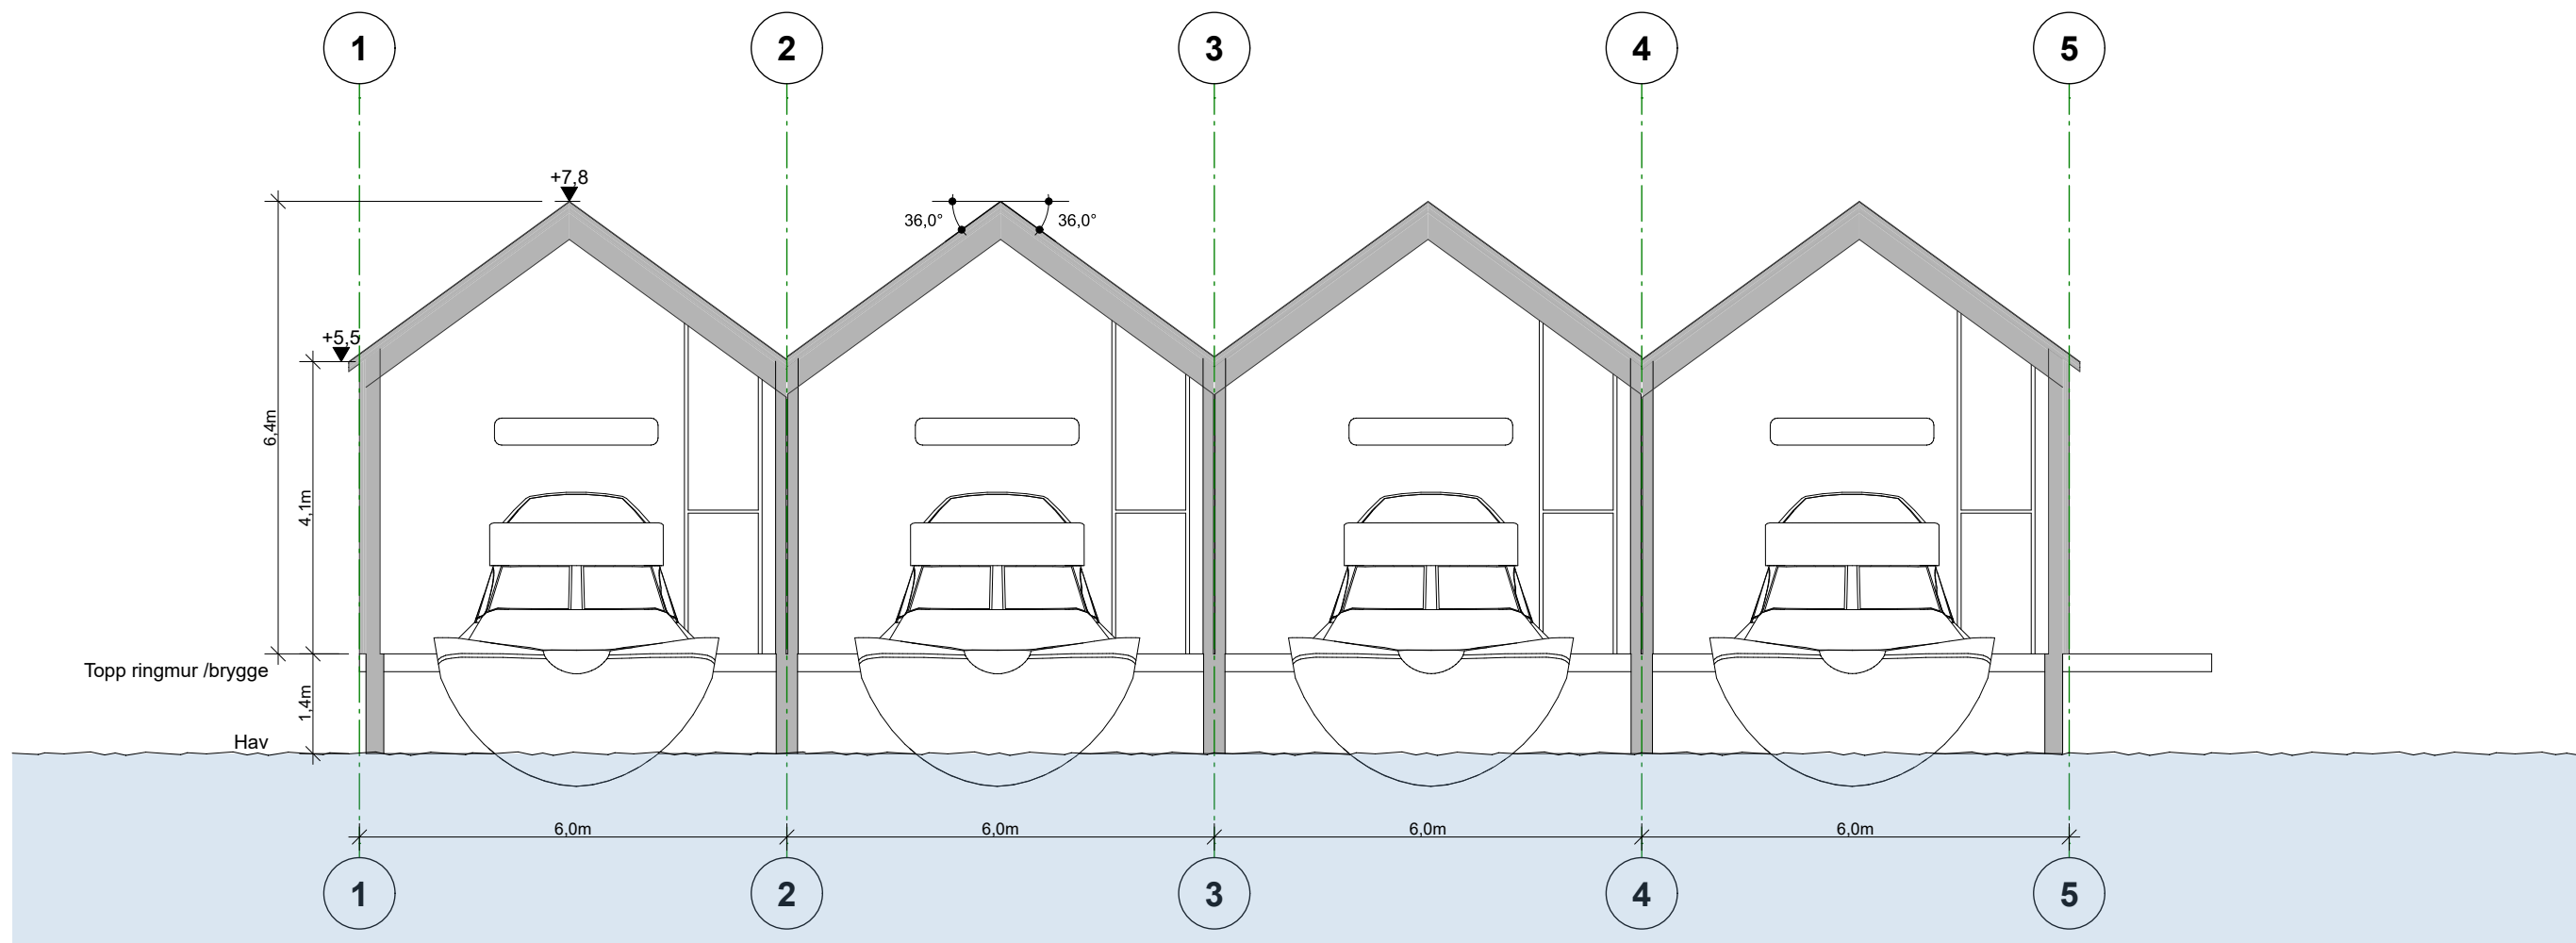 1 2 3 4 5
+7,8
36,0° 36,0°
+5,5
6,4m
4,1m
Topp ringmur /brygge
1,4m
Hav
6,0m 6,0m 6,0m 6,0m
1 2 3 4 5